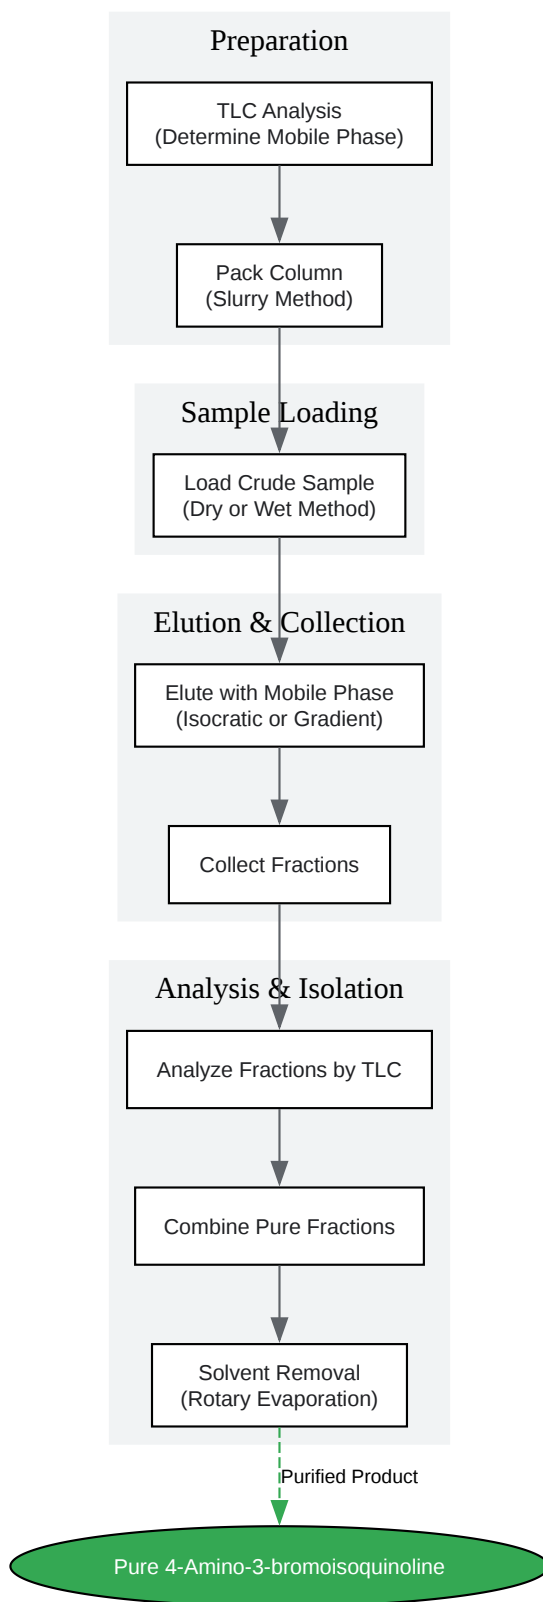 Preparation
TLC Analysis
(Determine Mobile Phase)
Pack Column
(Slurry Method)
Sample Loading
Load Crude Sample
(Dry or Wet Method)
Elution & Collection
Elute with Mobile Phase
(Isocratic or Gradient)
Collect Fractions
Analysis & Isolation
Analyze Fractions by TLC
Combine Pure Fractions
Solvent Removal
(Rotary Evaporation)
Purified Product
Pure 4-Amino-3-bromoisoquinoline